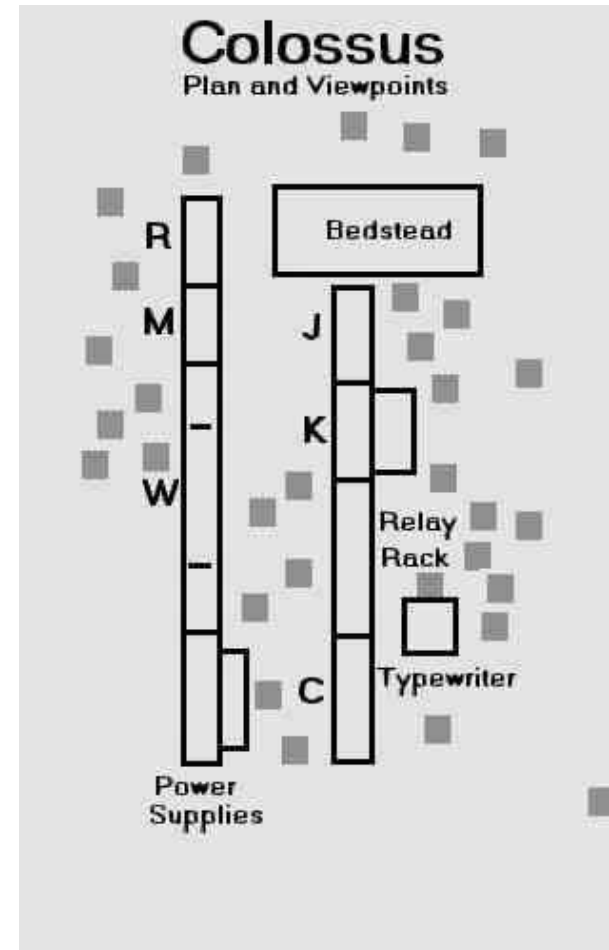 Colossus
Plan and Viewpoints
R
Bedstead
M
J
K
W
Relay
Rack
Typewriter
C
Power
Supplies